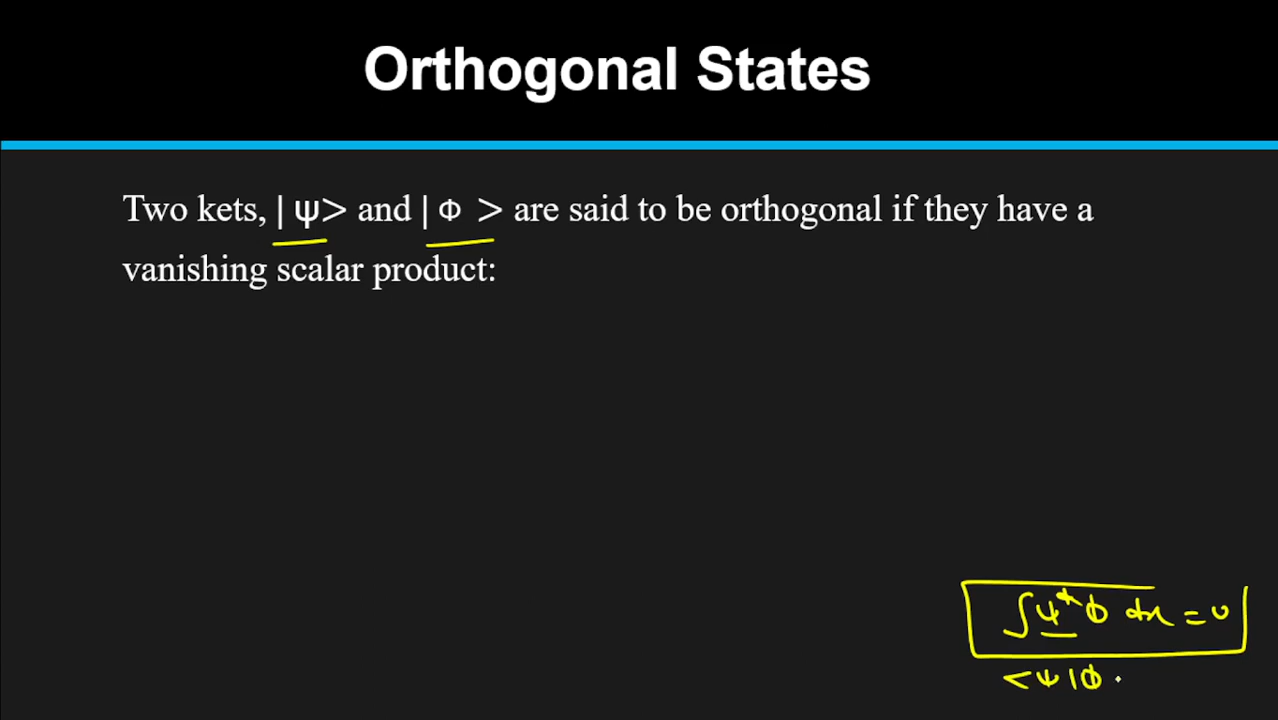 Orthogonal States
Two kets, | ψ> and | Φ > are said to be orthogonal if they have a
vanishing scalar product:
∫ψ*ϕ dx = 0
<ψ|ϕ